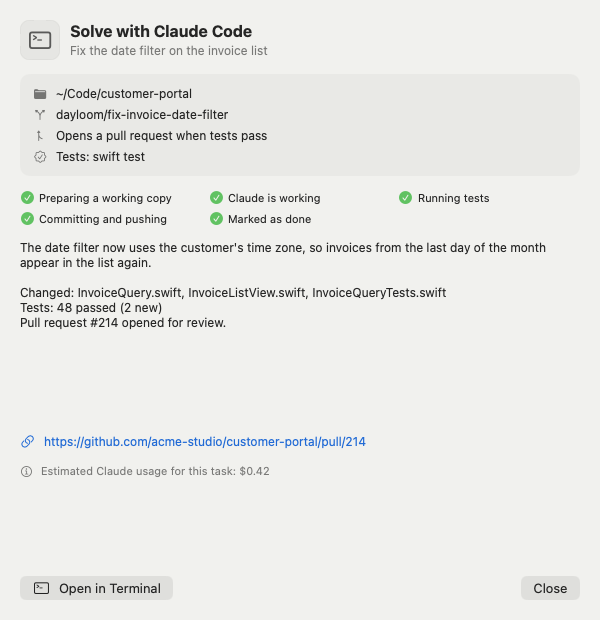 Solve with Claude Code
Fix the date filter on the invoice list
~/Code/customer-portal
dayloom/fix-invoice-date-filter
Opens a pull request when tests pass
Tests: swift test
Preparing a working copy
Claude is working
Running tests
Committing and pushing
Marked as done
The date filter now uses the customer's time zone, so invoices from the last day of the month
appear in the list again.
Changed: InvoiceQuery.swift, InvoiceListView.swift, InvoiceQueryTests.swift
Tests: 48 passed (2 new)
Pull request #214 opened for review.
https://github.com/acme-studio/customer-portal/pull/214
Estimated Claude usage for this task: $0.42
Open in Terminal
Close